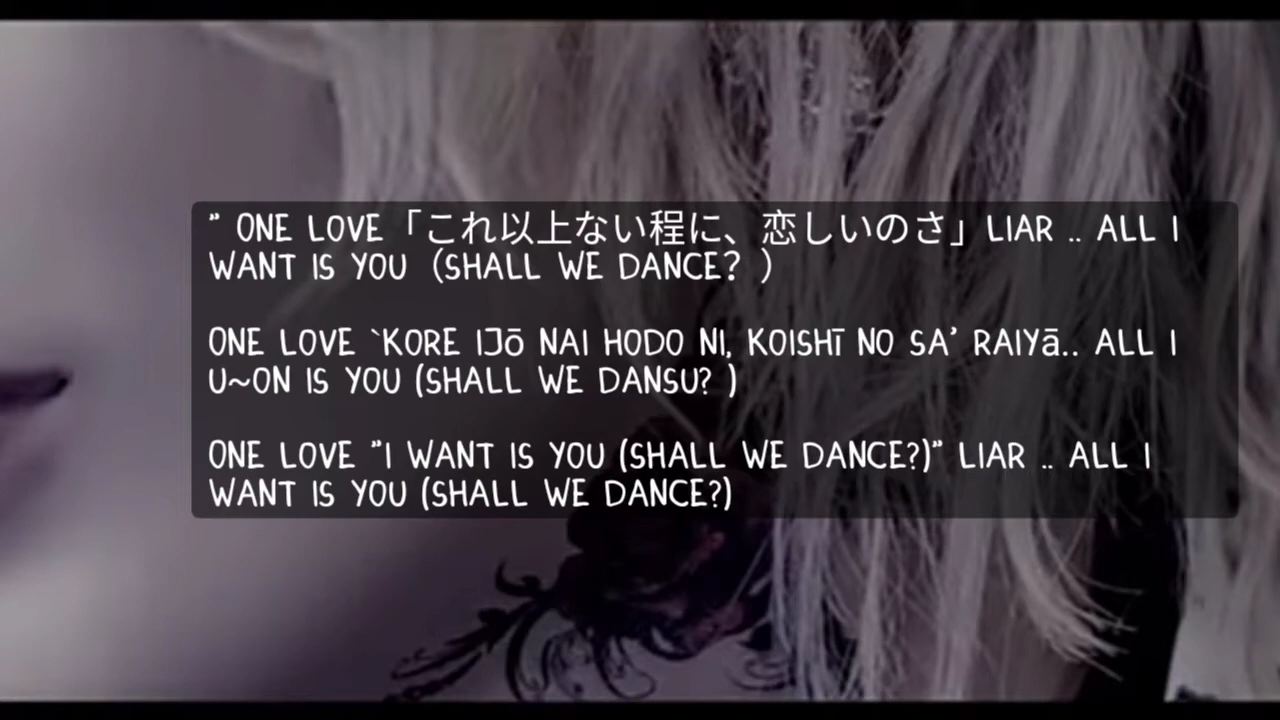 " ONE LOVE「これ以上ない程に、恋しいのさ」LIAR .. ALL I
WANT IS YOU（SHALL WE DANCE？）
ONE LOVE `KORE IJō NAI HODO NI, KOISHī NO SA' RAIYā.. ALL I
U~ON IS YOU (SHALL WE DANSU? )
ONE LOVE "I WANT IS YOU (SHALL WE DANCE?)" LIAR .. ALL I
WANT IS YOU (SHALL WE DANCE?)